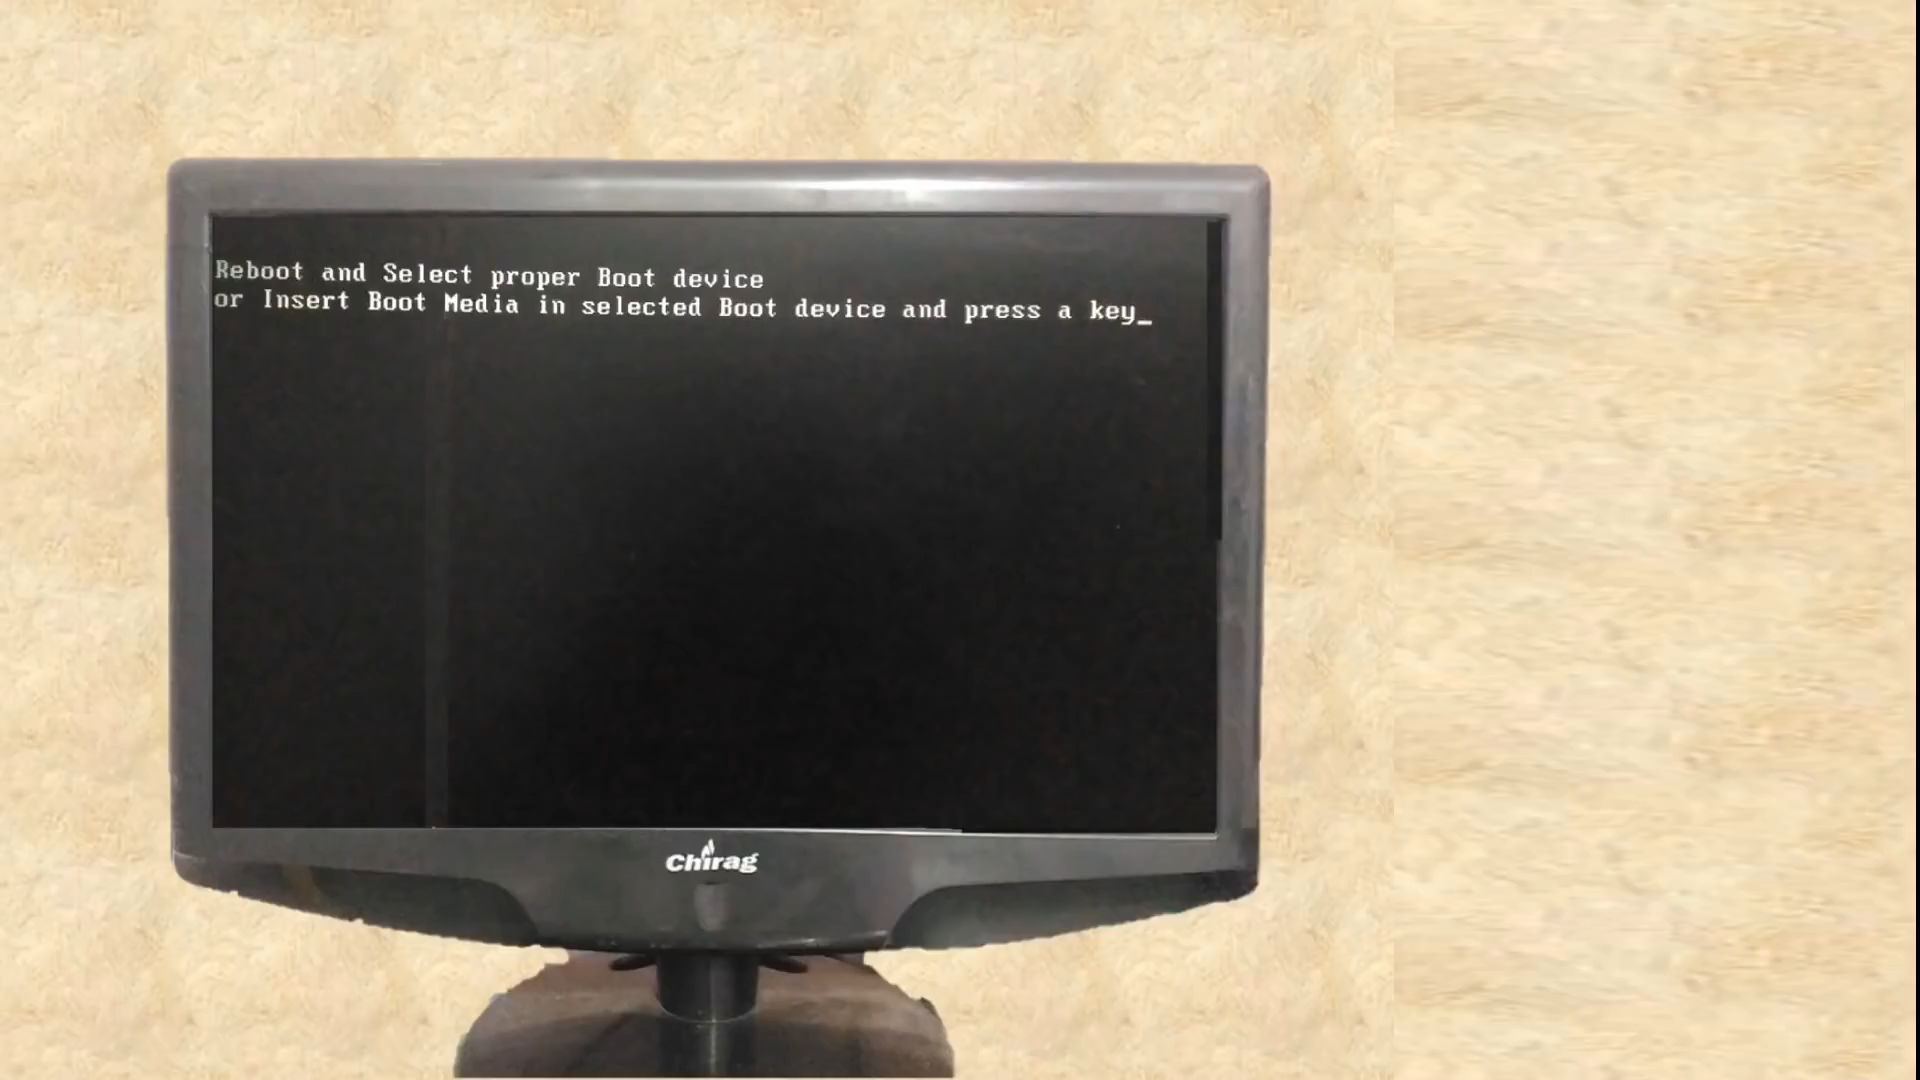 Reboot and Select proper Boot device
or Insert Boot Media in selected Boot device and press a key_
Chirag